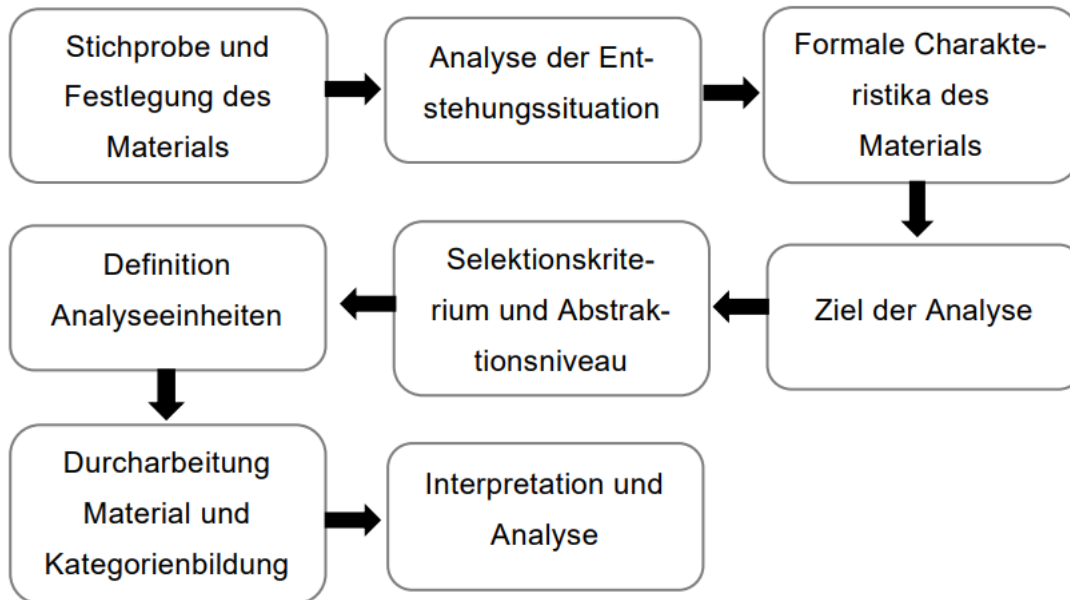 Stichprobe und
Festlegung des
Materials
Analyse der Ent-
stehungssituation
Formale Charakte-
ristika des
Materials
Ziel der Analyse
Selektionskrite-
rium und Abstrak-
tionsniveau
Definition
Analyseeinheiten
Durcharbeitung
Material und
Kategorienbildung
Interpretation und
Analyse